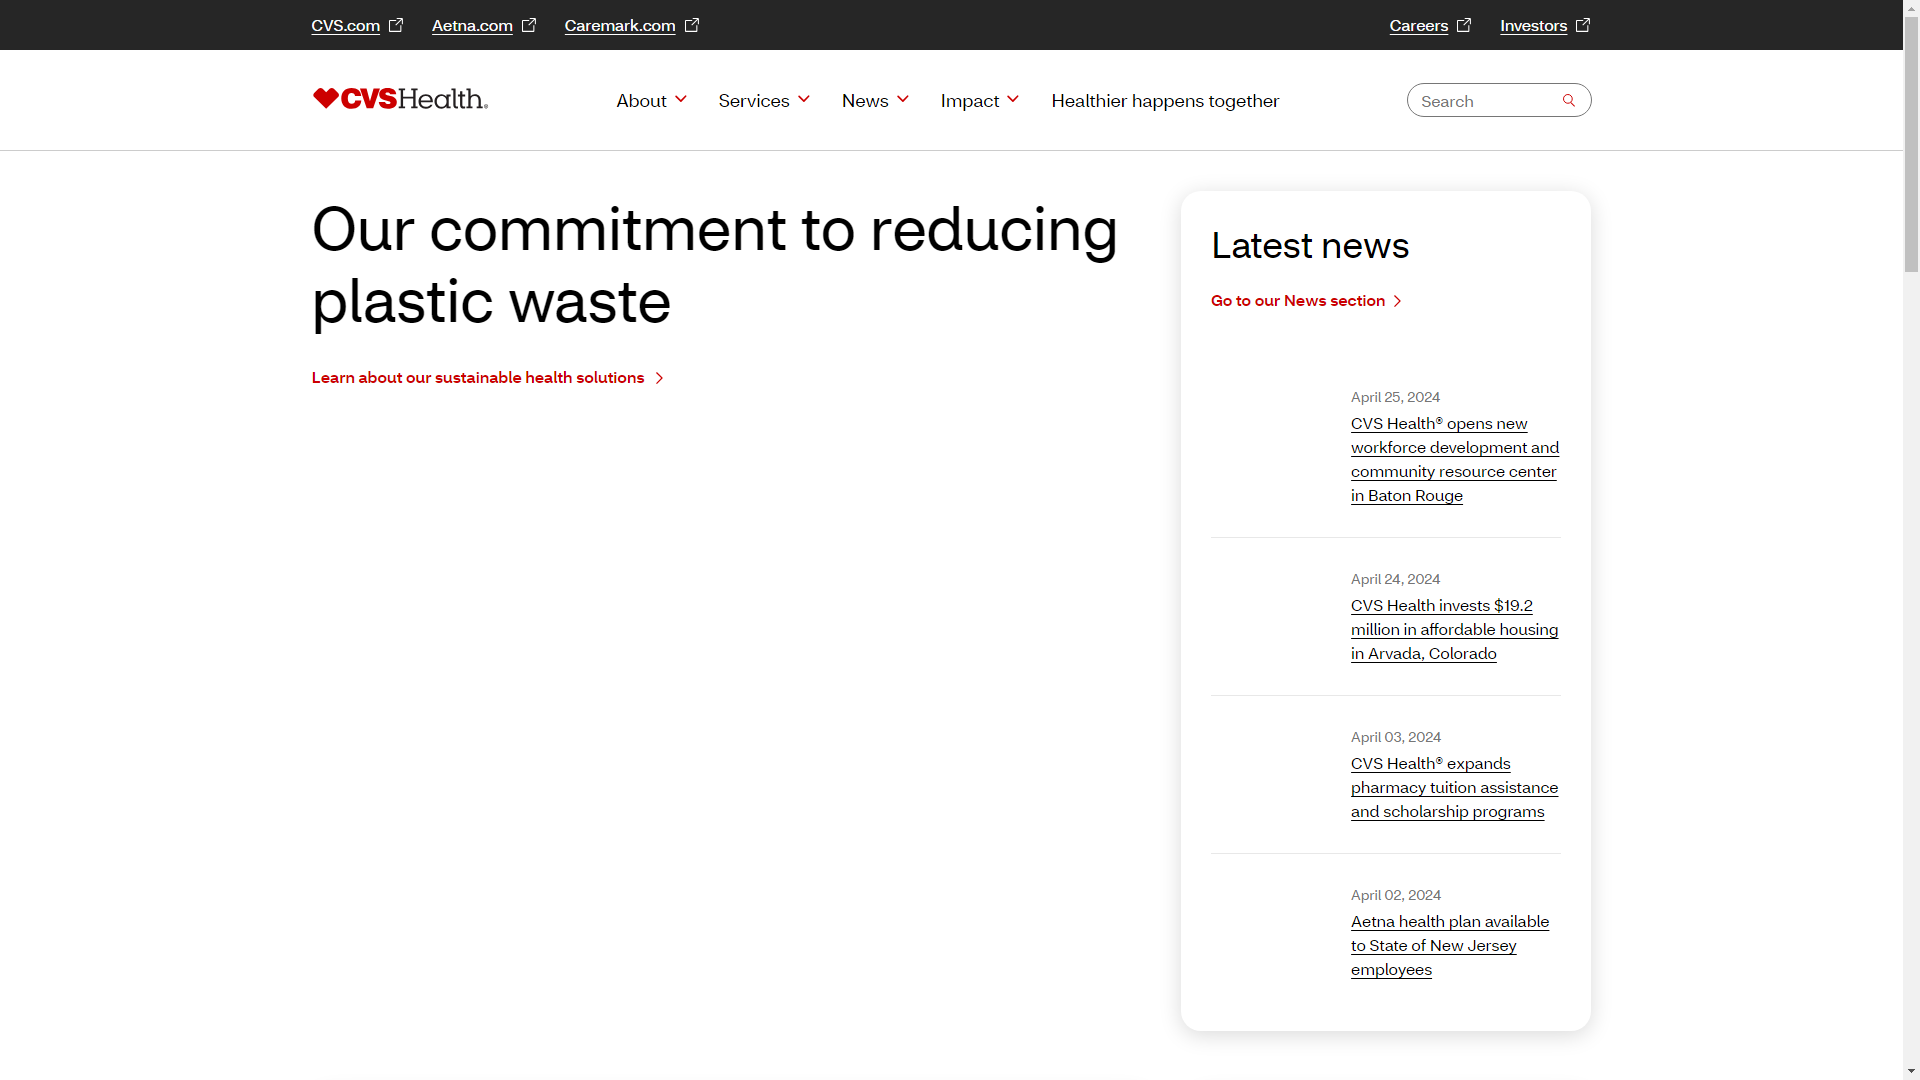 CVS.com
Aetna.com
Caremark.com
Careers
Investors
CVSHealth®
About
Services
News
Impact
Healthier happens together
Search
Our commitment to reducing
plastic waste
Learn about our sustainable health solutions
Latest news
Go to our News section
April 25, 2024
CVS Health® opens new
workforce development and
community resource center
in Baton Rouge
April 24, 2024
CVS Health invests $19.2
million in affordable housing
in Arvada, Colorado
April 03, 2024
CVS Health® expands
pharmacy tuition assistance
and scholarship programs
April 02, 2024
Aetna health plan available
to State of New Jersey
employees